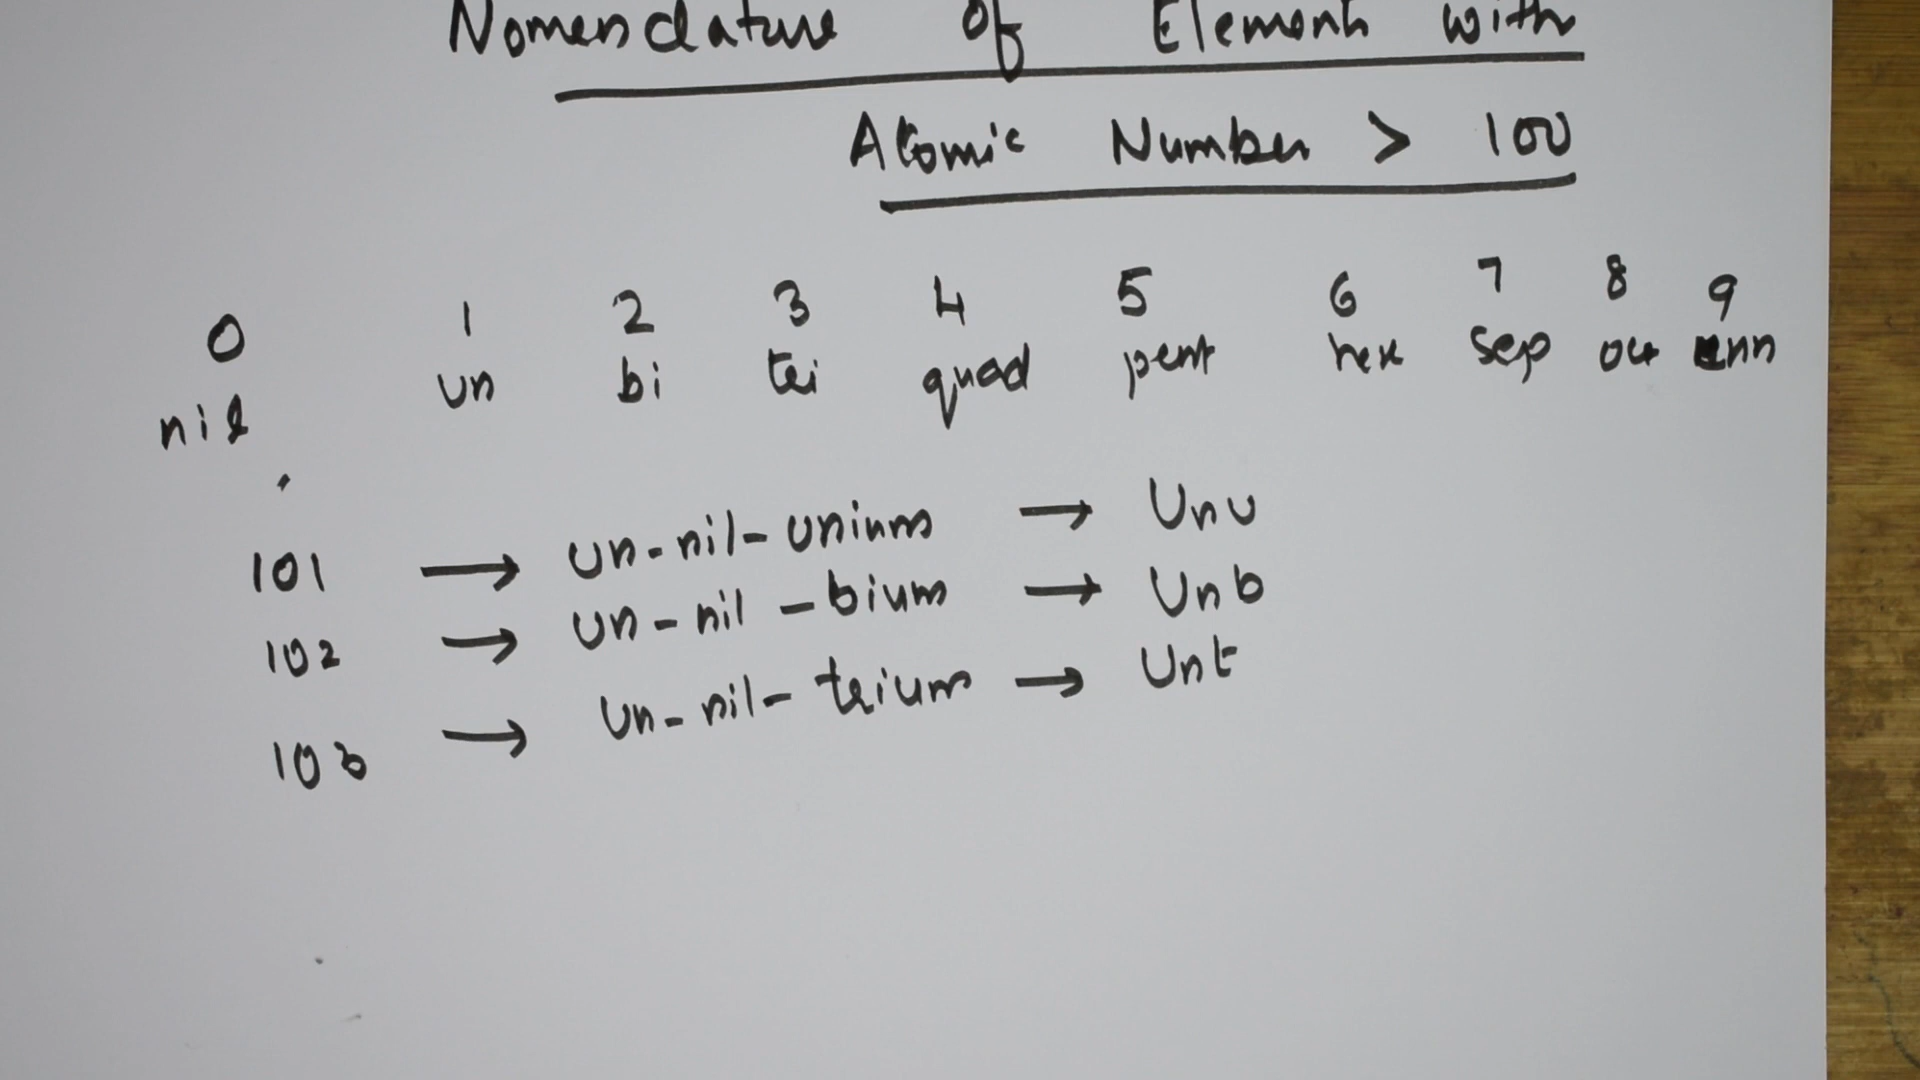 Nomenclature of Element with
Atomic Number > 100
0 1 2 3 4 5 6 7 8 9
nil un bi tri quad pent hex sep oct enn
101 → un-nil-unium → Unu
102 → un-nil-bium → Unb
103 → un-nil-trium → Unt